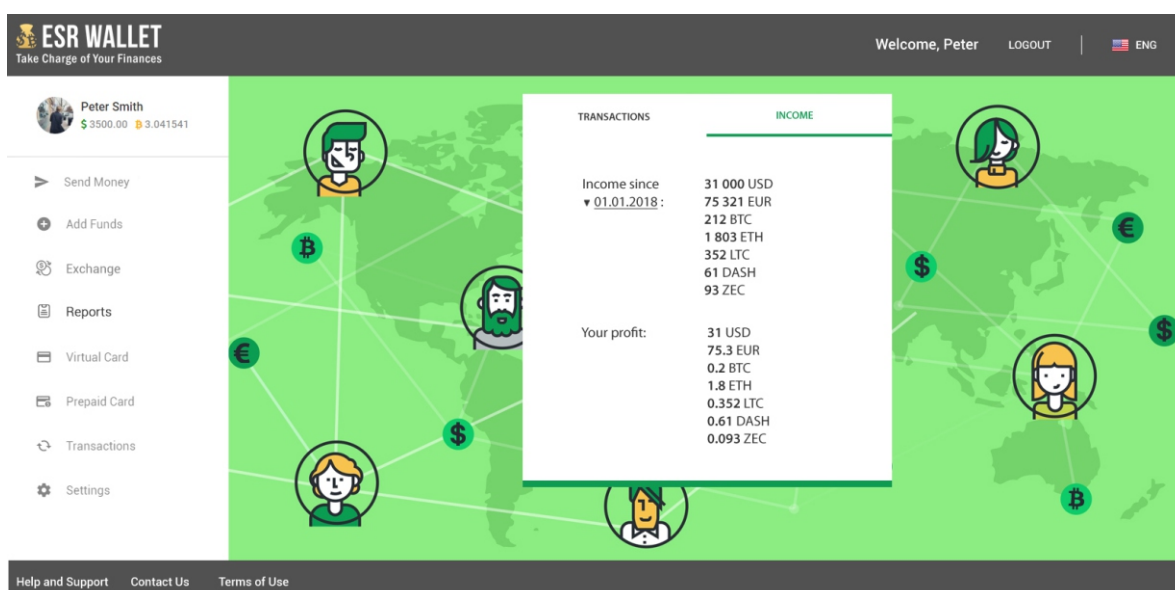 ESR WALLET
Take Charge of Your Finances
Welcome, Peter LOGOUT ENG
Peter Smith
$ 3500.00 ₿ 3.041541
Send Money
Add Funds
Exchange
Reports
Virtual Card
Prepaid Card
Transactions
Settings
TRANSACTIONS INCOME
Income since 31 000 USD
▼ 01.01.2018 : 75 321 EUR
212 BTC
1 803 ETH
352 LTC
61 DASH
93 ZEC
Your profit: 31 USD
75.3 EUR
0.2 BTC
1.8 ETH
0.352 LTC
0.61 DASH
0.093 ZEC
₿
€
$
$
€
$
₿
Help and Support Contact Us Terms of Use